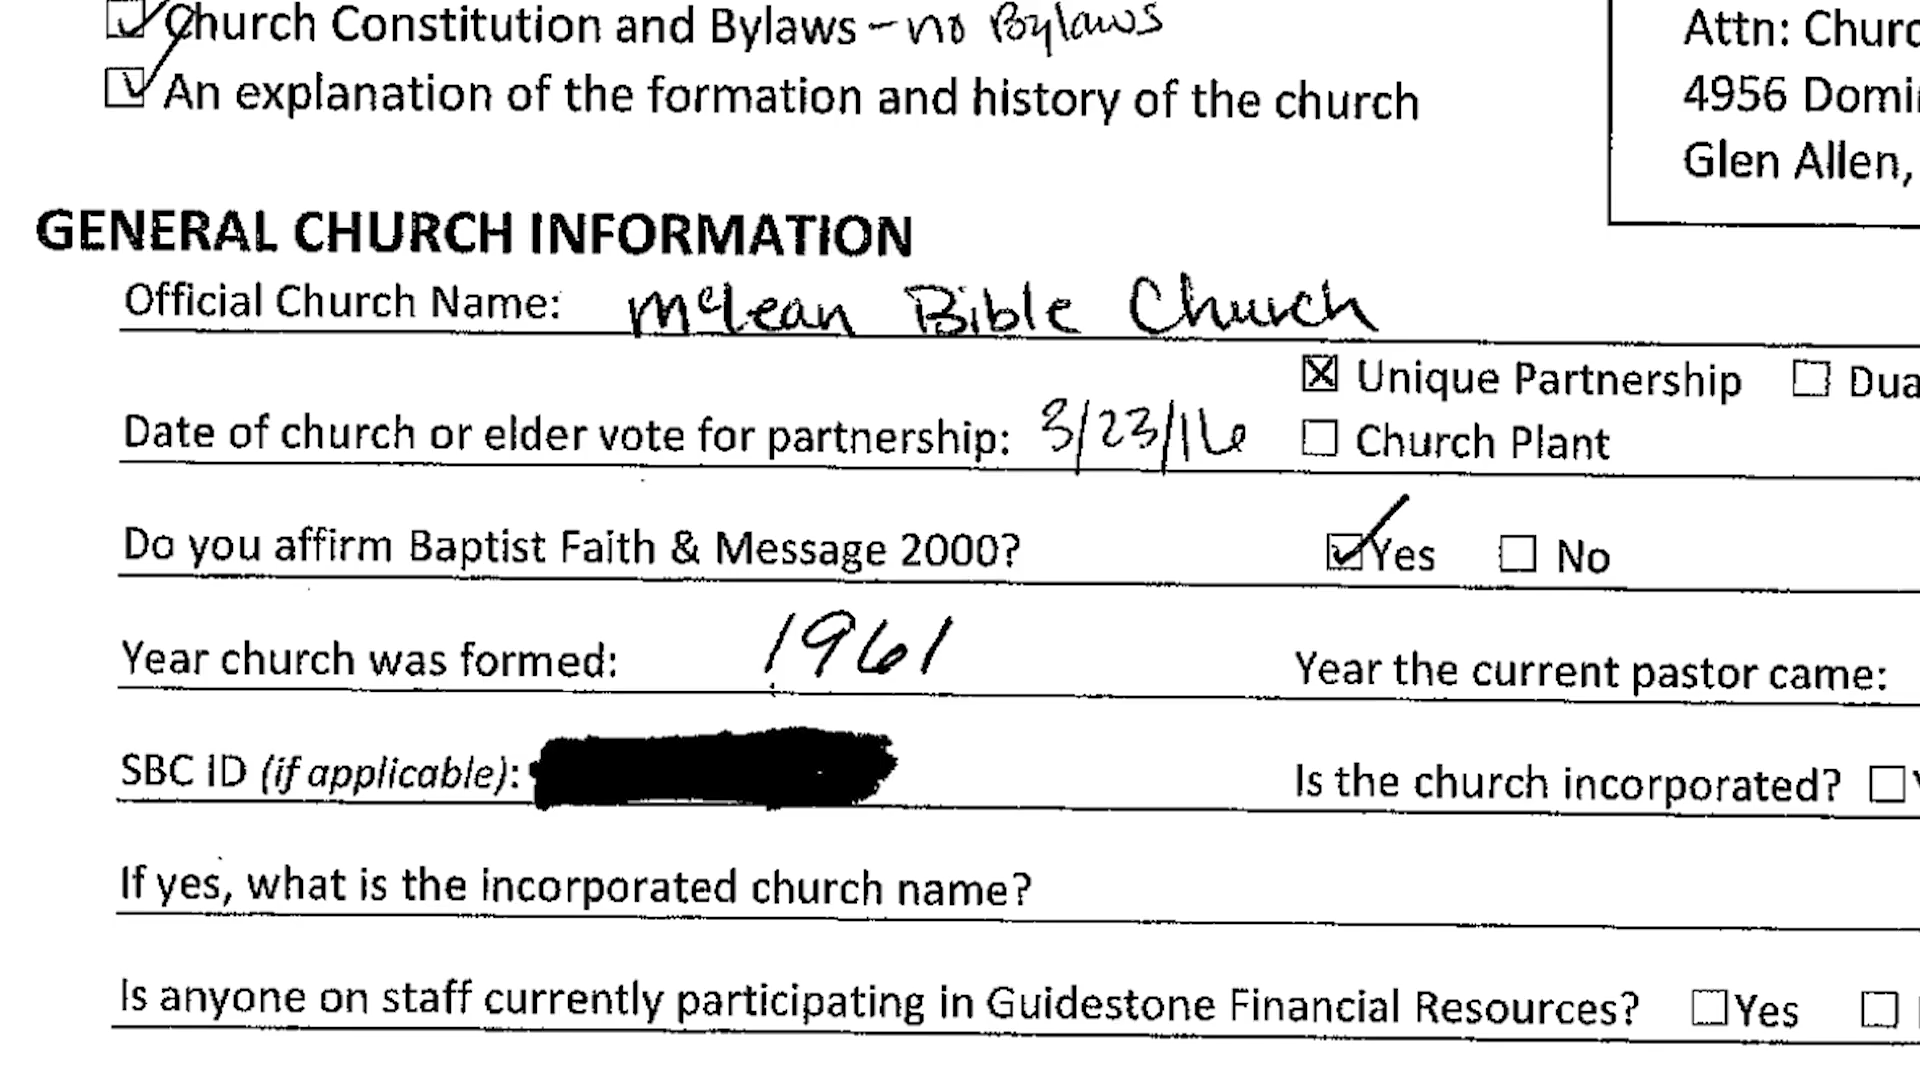 Church Constitution and Bylaws - no Bylaws
An explanation of the formation and history of the church
Attn: Churc
4956 Domi
Glen Allen,
GENERAL CHURCH INFORMATION
Official Church Name: McLean Bible Church
Unique Partnership Dua
Date of church or elder vote for partnership: 3/23/16 Church Plant
Do you affirm Baptist Faith & Message 2000? Yes No
Year church was formed: 1961 Year the current pastor came:
SBC ID (if applicable): Is the church incorporated?
If yes, what is the incorporated church name?
Is anyone on staff currently participating in Guidestone Financial Resources? Yes